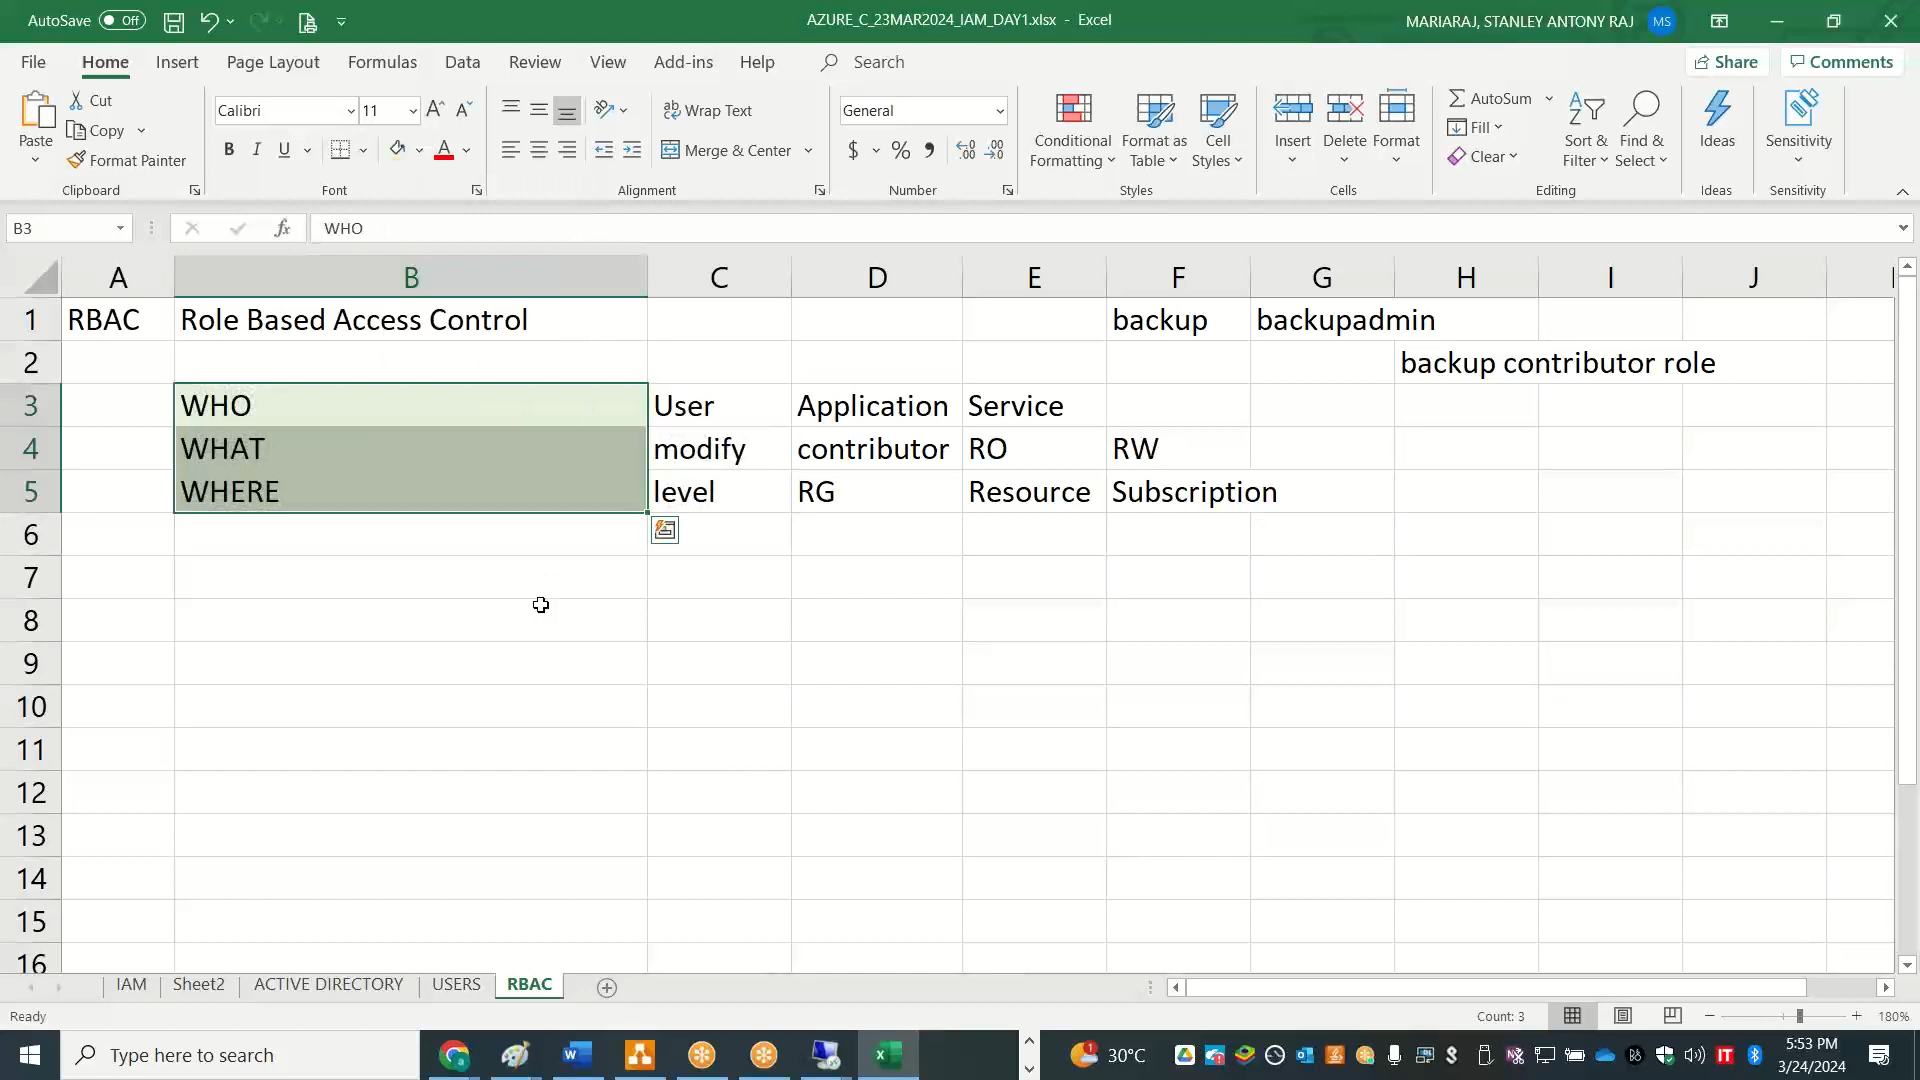 AutoSave Off
AZURE_C_23MAR2024_IAM_DAY1.xlsx - Excel
MARIARAJ, STANLEY ANTONY RAJ MS
File Home Insert Page Layout Formulas Data Review View Add-ins Help Search Share Comments
Paste
Cut
Copy
Format Painter
Clipboard
Calibri 11
B I U
Font
Wrap Text
Merge & Center
Alignment
General
$ % 9
Number
Conditional Formatting
Format as Table
Cell Styles
Styles
Insert Delete Format
Cells
AutoSum
Fill
Clear
Sort & Filter
Find & Select
Editing
Ideas
Ideas
Sensitivity
Sensitivity
B3 fx WHO
A B C D E F G H I J
1 RBAC Role Based Access Control backup backupadmin
2 backup contributor role
3 WHO User Application Service
4 WHAT modify contributor RO RW
5 WHERE level RG Resource Subscription
6
7
8
9
10
11
12
13
14
15
16
IAM Sheet2 ACTIVE DIRECTORY USERS RBAC
Ready Count: 3 180%
Type here to search
30°C
5:53 PM
3/24/2024